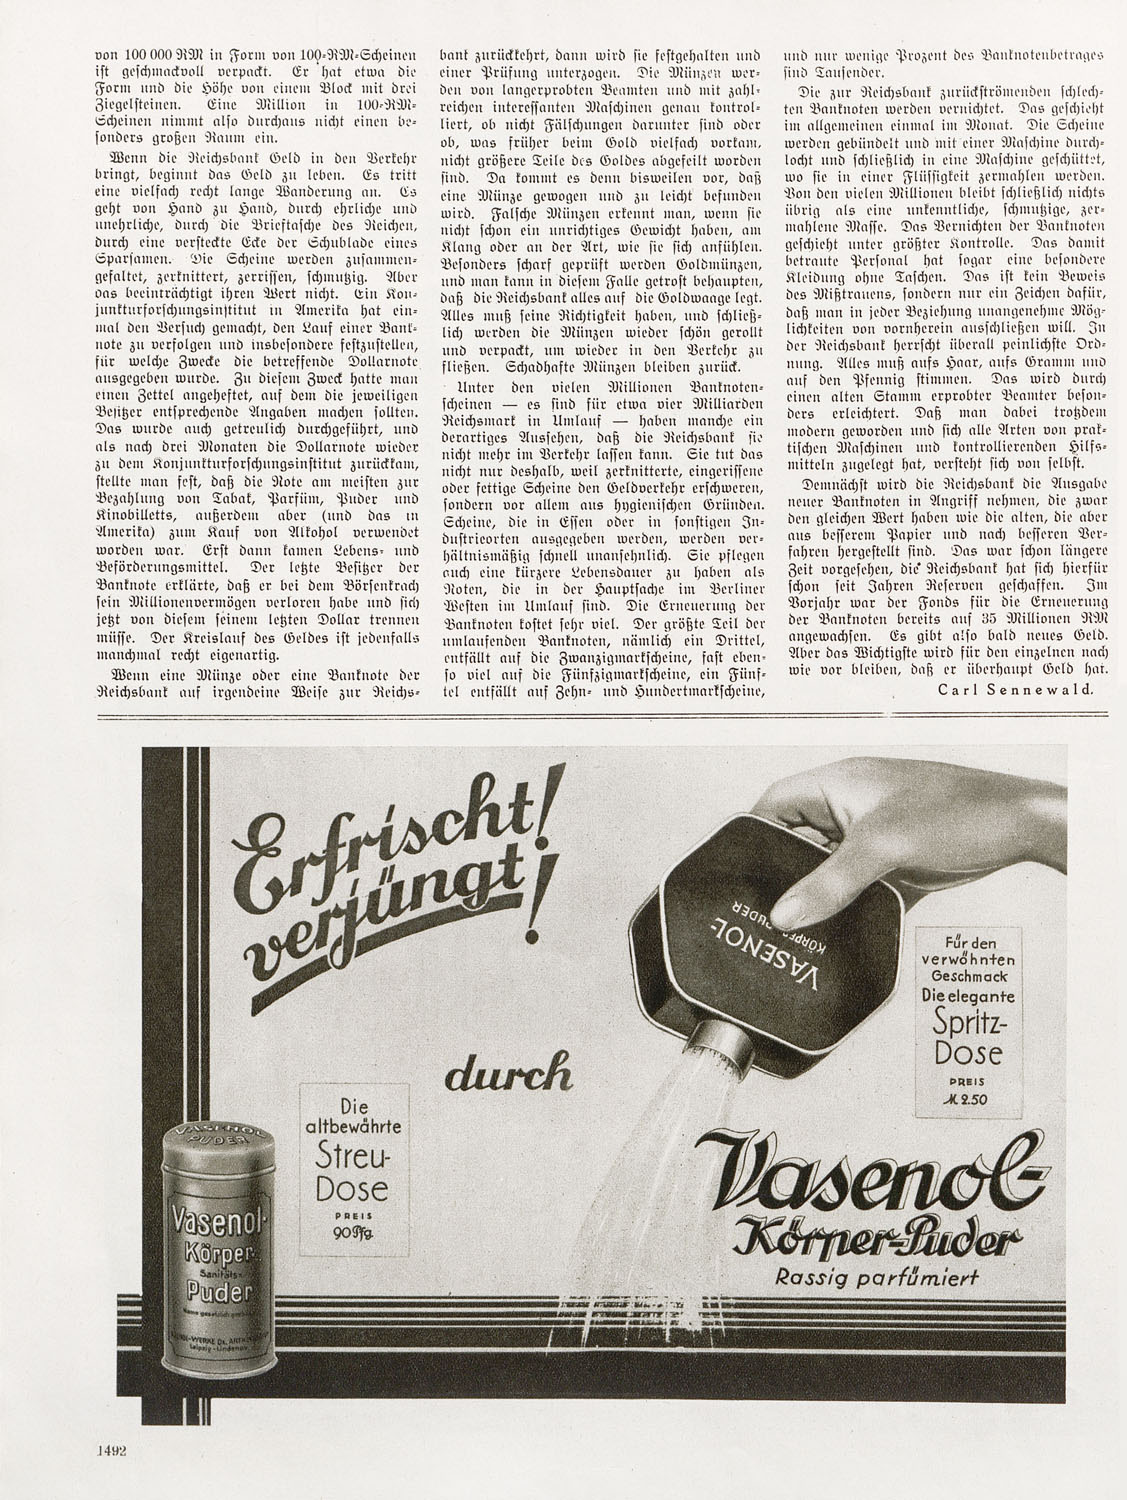 von 100 000 RM in Form von 100-RM-Scheinen
ist geschmackvoll verpackt. Er hat etwa die
Form und die Höhe von einem Block mit drei
Ziegelsteinen. Eine Million in 100-RM-
Scheinen nimmt also durchaus nicht einen be-
sonders großen Raum ein.
Wenn die Reichsbank Geld in den Verkehr
bringt, beginnt das Geld zu leben. Es tritt
eine vielfach recht lange Wanderung an. Es
geht von Hand zu Hand, durch ehrliche und
unehrliche, durch die Brieftasche des Reichen,
durch eine versteckte Ecke der Schublade eines
Sparsamen. Die Scheine werden zusammen-
gefaltet, zerknittert, zerrissen, schmutzig. Aber
das beeinträchtigt ihren Wert nicht. Ein Kon-
junkturforschungsinstitut in Amerika hat ein-
mal den Versuch gemacht, den Lauf einer Bank-
note zu verfolgen und insbesondere festzustellen,
für welche Zwecke die betreffende Dollarnote
ausgegeben wurde. Zu diesem Zweck hatte man
einen Zettel angeheftet, auf dem die jeweiligen
Besitzer entsprechende Angaben machen sollten.
Das wurde auch getreulich durchgeführt, und
als nach drei Monaten die Dollarnote wieder
zu dem Konjunkturforschungsinstitut zurückkam,
stellte man fest, daß die Note am meisten zur
Bezahlung von Tabak, Parfüm, Puder und
Kinobilletts, außerdem aber (und das in
Amerika) zum Kauf von Alkohol verwendet
worden war. Erst dann kamen Lebens- und
Beförderungsmittel. Der letzte Besitzer der
Banknote erklärte, daß er bei dem Börsenkrach
sein Millionenvermögen verloren habe und sich
jetzt von diesem seinem letzten Dollar trennen
müsse. Der Kreislauf des Geldes ist jedenfalls
manchmal recht eigenartig.
Wenn eine Münze oder eine Banknote der
Reichsbank auf irgendeine Weise zur Reichs-
bank zurückkehrt, dann wird sie festgehalten und
einer Prüfung unterzogen. Die Münzen wer-
den von langerprobten Beamten und mit zahl-
reichen interessanten Maschinen genau kontrol-
liert, ob nicht Fälschungen darunter sind oder
ob, was früher beim Gold vielfach vorkam,
nicht größere Teile des Goldes abgefeilt worden
sind. Da kommt es denn bisweilen vor, daß
eine Münze gewogen und zu leicht befunden
wird. Falsche Münzen erkennt man, wenn sie
nicht schon ein unrichtiges Gewicht haben, am
Klang oder an der Art, wie sie sich anfühlen.
Besonders scharf geprüft werden Goldmünzen,
und man kann in diesem Falle getrost behaupten,
daß die Reichsbank alles auf die Goldwaage legt.
Alles muß seine Richtigkeit haben, und schließ-
lich werden die Münzen wieder schön gerollt
und verpackt, um wieder in den Verkehr zu
fließen. Schadhafte Münzen bleiben zurück.
Unter den vielen Millionen Banknoten-
scheinen — es sind für etwa vier Milliarden
Reichsmark in Umlauf — haben manche ein
derartiges Aussehen, daß die Reichsbank sie
nicht mehr im Verkehr lassen kann. Sie tut das
nicht nur deshalb, weil zerknitterte, eingerissene
oder fettige Scheine den Geldverkehr erschweren,
sondern vor allem aus hygienischen Gründen.
Scheine, die in Essen oder in sonstigen In-
dustrieorten ausgegeben werden, werden ver-
hältnismäßig schnell unansehnlich. Sie pflegen
auch eine kürzere Lebensdauer zu haben als
Noten, die in der Hauptsache im Berliner
Westen im Umlauf sind. Die Erneuerung der
Banknoten kostet sehr viel. Der größte Teil der
umlaufenden Banknoten, nämlich ein Drittel,
entfällt auf die Zwanzigmarkscheine, fast eben-
so viel auf die Fünfzigmarkscheine, ein Fünf-
tel entfällt auf Zehn- und Hundertmarkscheine,
und nur wenige Prozent des Banknotenbetrages
sind Tausender.
Die zur Reichsbank zurückströmenden schlech-
ten Banknoten werden vernichtet. Das geschieht
im allgemeinen einmal im Monat. Die Scheine
werden gebündelt und mit einer Maschine durch-
locht und schließlich in eine Maschine geschüttet,
wo sie in einer Flüssigkeit zermahlen werden.
Von den vielen Millionen bleibt schließlich nichts
übrig als eine unkenntliche, schmutzige, zer-
mahlene Masse. Das Vernichten der Banknoten
geschieht unter größter Kontrolle. Das damit
betraute Personal hat sogar eine besondere
Kleidung ohne Taschen. Das ist kein Beweis
des Mißtrauens, sondern nur ein Zeichen dafür,
daß man in jeder Beziehung unangenehme Mög-
lichkeiten von vornherein ausschließen will. In
der Reichsbank herrscht überall peinlichste Ord-
nung. Alles muß aufs Haar, aufs Gramm und
auf den Pfennig stimmen. Das wird durch
einen alten Stamm erprobter Beamter beson-
ders erleichtert. Daß man dabei trotzdem
modern geworden und sich alle Arten von prak-
tischen Maschinen und kontrollierenden Hilfs-
mitteln zugelegt hat, versteht sich von selbst.
Demnächst wird die Reichsbank die Ausgabe
neuer Banknoten in Angriff nehmen, die zwar
den gleichen Wert haben wie die alten, die aber
aus besserem Papier und nach besseren Ver-
fahren hergestellt sind. Das war schon längere
Zeit vorgesehen, die Reichsbank hat sich hierfür
schon seit Jahren Reserven geschaffen. Im
Vorjahr war der Fonds für die Erneuerung
der Banknoten bereits auf 35 Millionen RM
angewachsen. Es gibt also bald neues Geld.
Aber das Wichtigste wird für den einzelnen nach
wie vor bleiben, daß er überhaupt Geld hat.
Carl Sennewald.
Erfrischt!
verjüngt!
durch
VASENOL-
KÖRPER PUDER
Für den
verwöhnten
Geschmack
Die elegante
Spritz-
Dose
PREIS
M 2.50
Die
altbewährte
Streu-
Dose
PREIS
90 Pfg.
VASENOL
PUDER
Vasenol-
Körper-
Sanitäts-
Puder
Leipzig-Lindenau
Vasenol-
Körper-Puder
Rassig parfümiert
1492